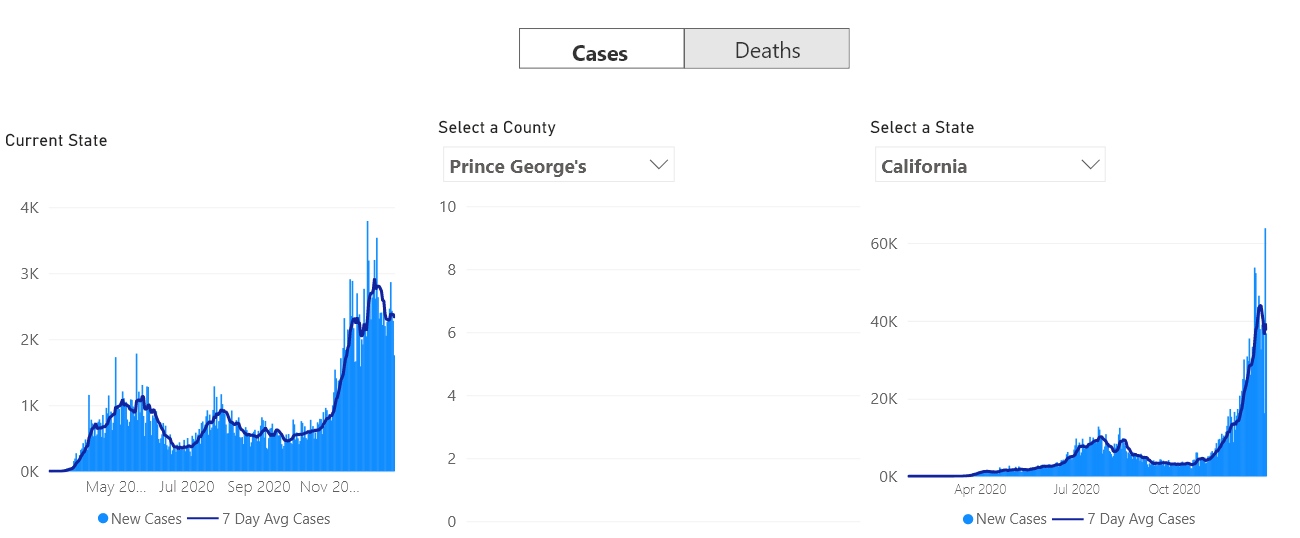 Cases
Deaths
Current State
4K
3K
2K
1K
0K
May 20...
Jul 2020
Sep 2020
Nov 20...
New Cases
7 Day Avg Cases
Select a County
Prince George's
10
8
6
4
2
0
Select a State
California
60K
40K
20K
0K
Apr 2020
Jul 2020
Oct 2020
New Cases
7 Day Avg Cases